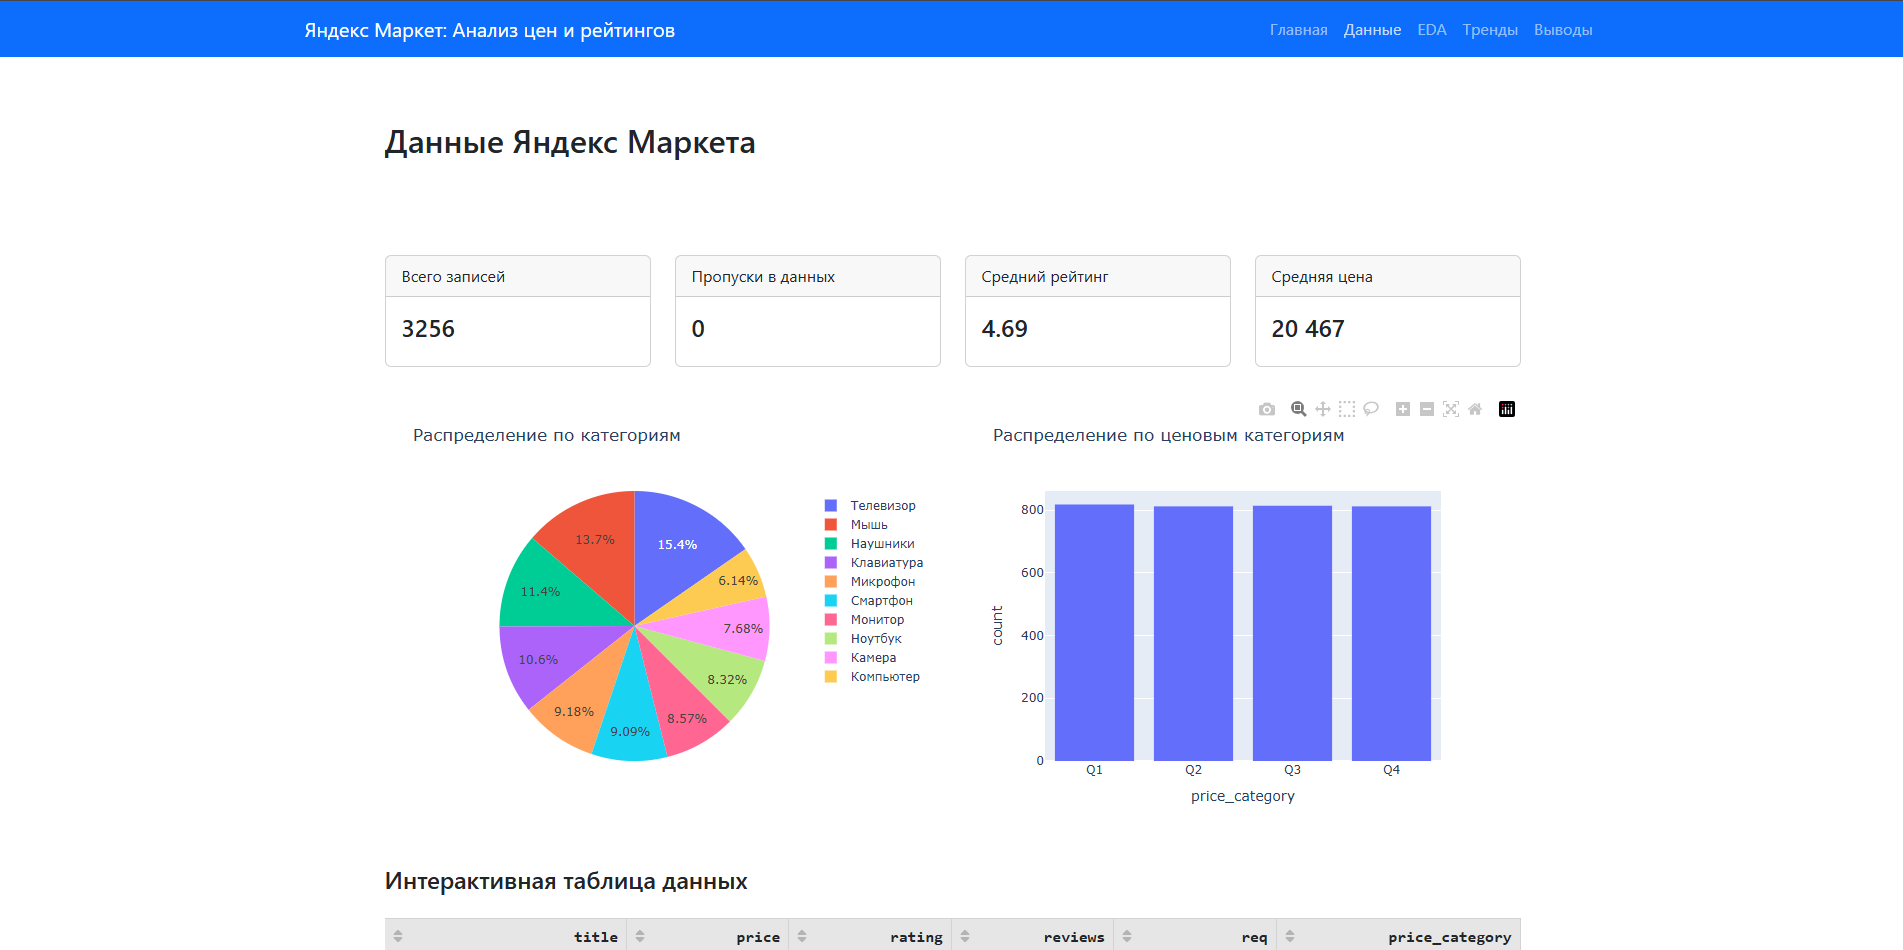 Яндекс Маркет: Анализ цен и рейтингов
Главная Данные EDA Тренды Выводы
Данные Яндекс Маркета
Всего записей
3256
Пропуски в данных
0
Средний рейтинг
4.69
Средняя цена
20 467
Распределение по категориям
15.4%
6.14%
7.68%
8.32%
8.57%
9.09%
9.18%
10.6%
11.4%
13.7%
Телевизор
Мышь
Наушники
Клавиатура
Микрофон
Смартфон
Монитор
Ноутбук
Камера
Компьютер
Распределение по ценовым категориям
800
600
400
200
0
count
Q1 Q2 Q3 Q4
price_category
Интерактивная таблица данных
title price rating reviews req price_category